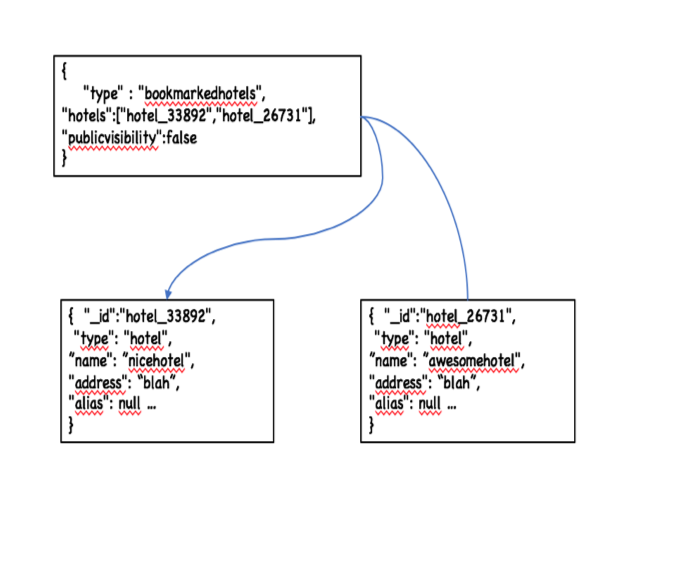 {
"type" : "bookmarkedhotels",
"hotels":["hotel_33892","hotel_26731"],
"publicvisibility":false
}
{ "_id":"hotel_33892",
"type": "hotel",
"name": "nicehotel",
"address": "blah",
"alias": null ...
}
{ "_id":"hotel_26731",
"type": "hotel",
"name": "awesomehotel",
"address": "blah",
"alias": null ...
}